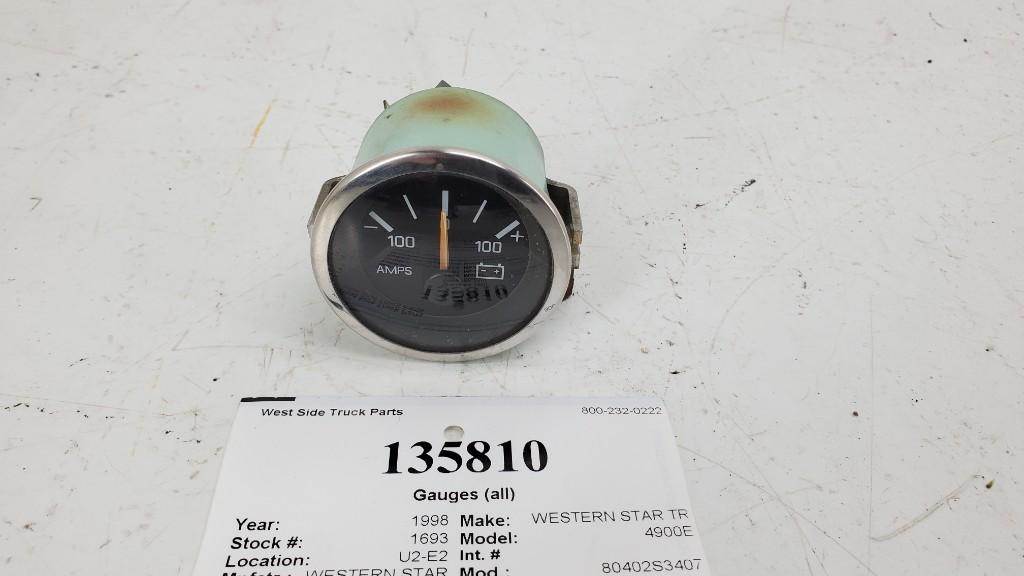 - +
100 100
AMPS
- +
135810
West Side Truck Parts 800-232-0222
135810
Gauges (all)
Year: 1998 Make: WESTERN STAR TR
Stock #: 1693 Model: 4900E
Location: U2-E2 Int. #
WESTERN STAR Mod.: 80402S3407